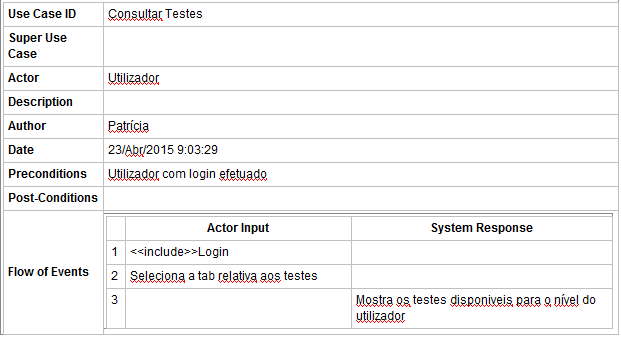 Use Case ID Consultar Testes
Super Use
Case
Actor Utilizador
Description
Author Patrícia
Date 23/Abr/2015 9:03:29
Preconditions Utilizador com login efetuado
Post-Conditions
Flow of Events
Actor Input System Response
1 <<include>>Login
2 Seleciona a tab relativa aos testes
3 Mostra os testes disponiveis para o nível do
utilizador